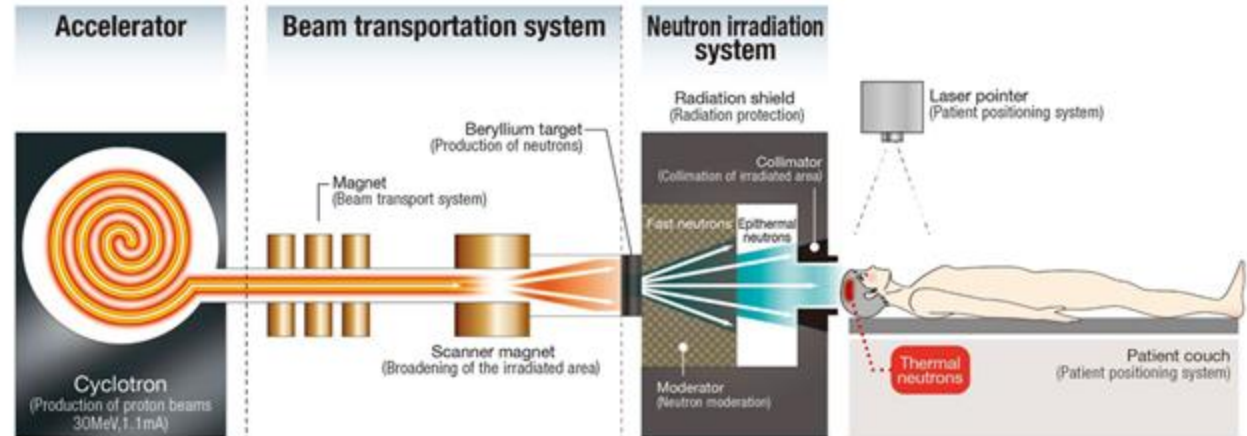 Accelerator
Beam transportation system
Neutron irradiation
system
Radiation shield
(Radiation protection)
Laser pointer
(Patient positioning system)
Beryllium target
(Production of neutrons)
Collimator
(Collimation of irradiated area)
Magnet
(Beam transport system)
Fast neutrons
Epithermal
neutrons
Scanner magnet
(Broadening of the irradiated area)
Cyclotron
(Production of proton beams
30MeV,1.1mA)
Moderator
(Neutron moderation)
Thermal
neutrons
Patient couch
(Patient positioning system)